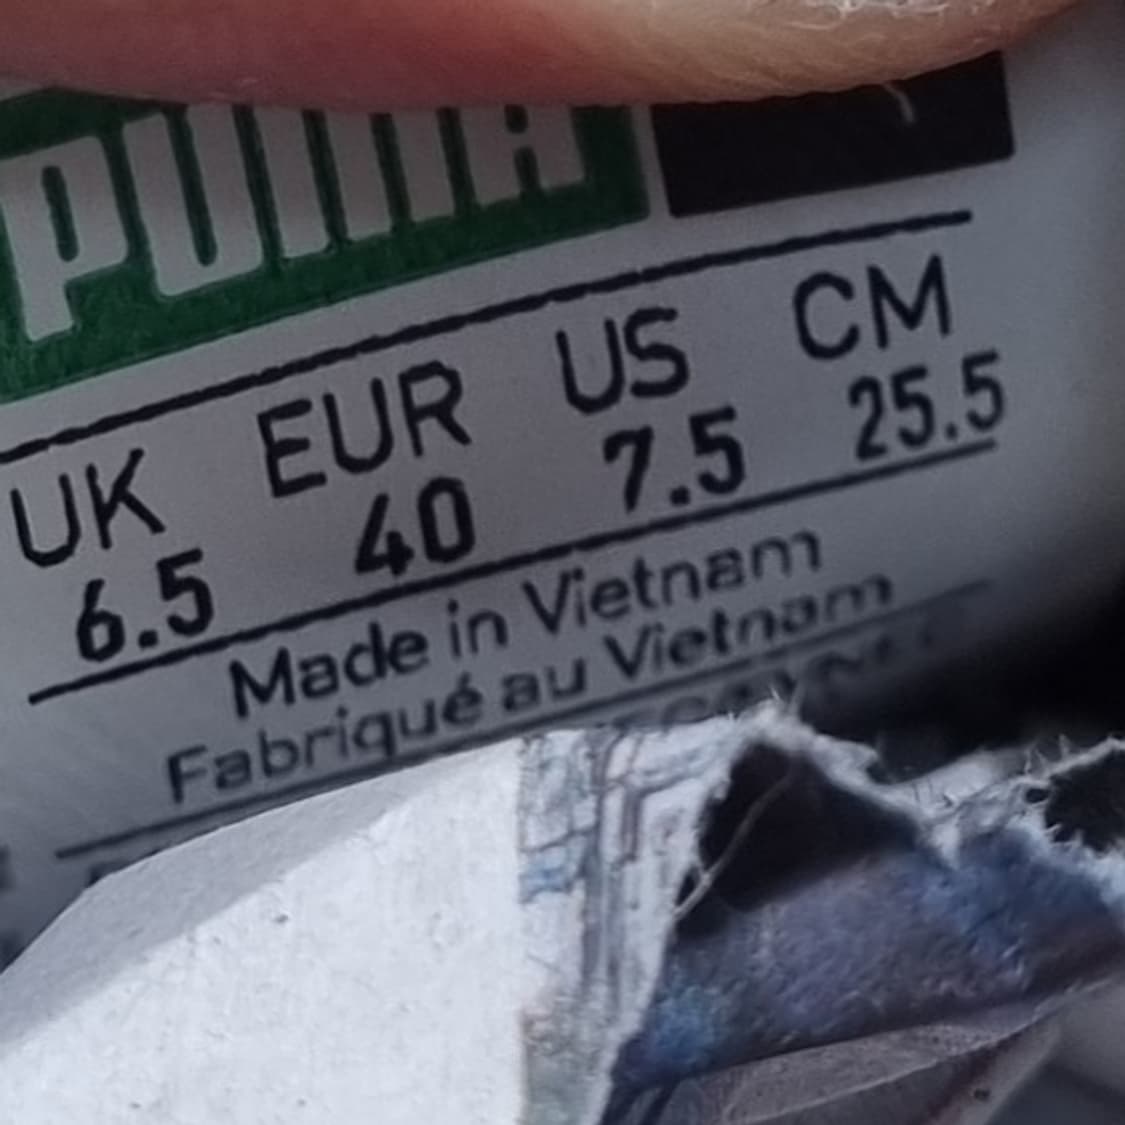 PUMA
UK EUR US CM
6.5 40 7.5 25.5
Made in Vietnam
Fabriqué au Vietnam